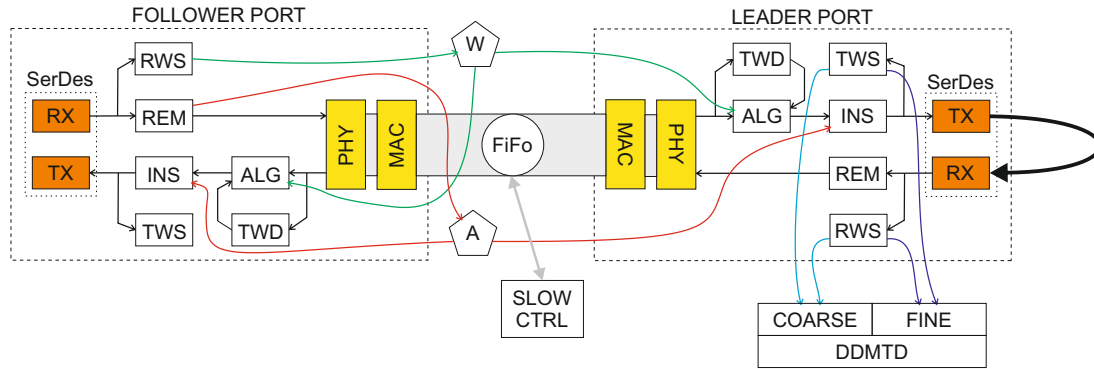 FOLLOWER PORT
LEADER PORT
W
RWS
TWD
TWS
SerDes
SerDes
RX
REM
ALG
INS
TX
PHY
MAC
FiFo
MAC
PHY
TX
INS
ALG
REM
RX
TWS
TWD
A
RWS
SLOW
CTRL
COARSE
FINE
DDMTD